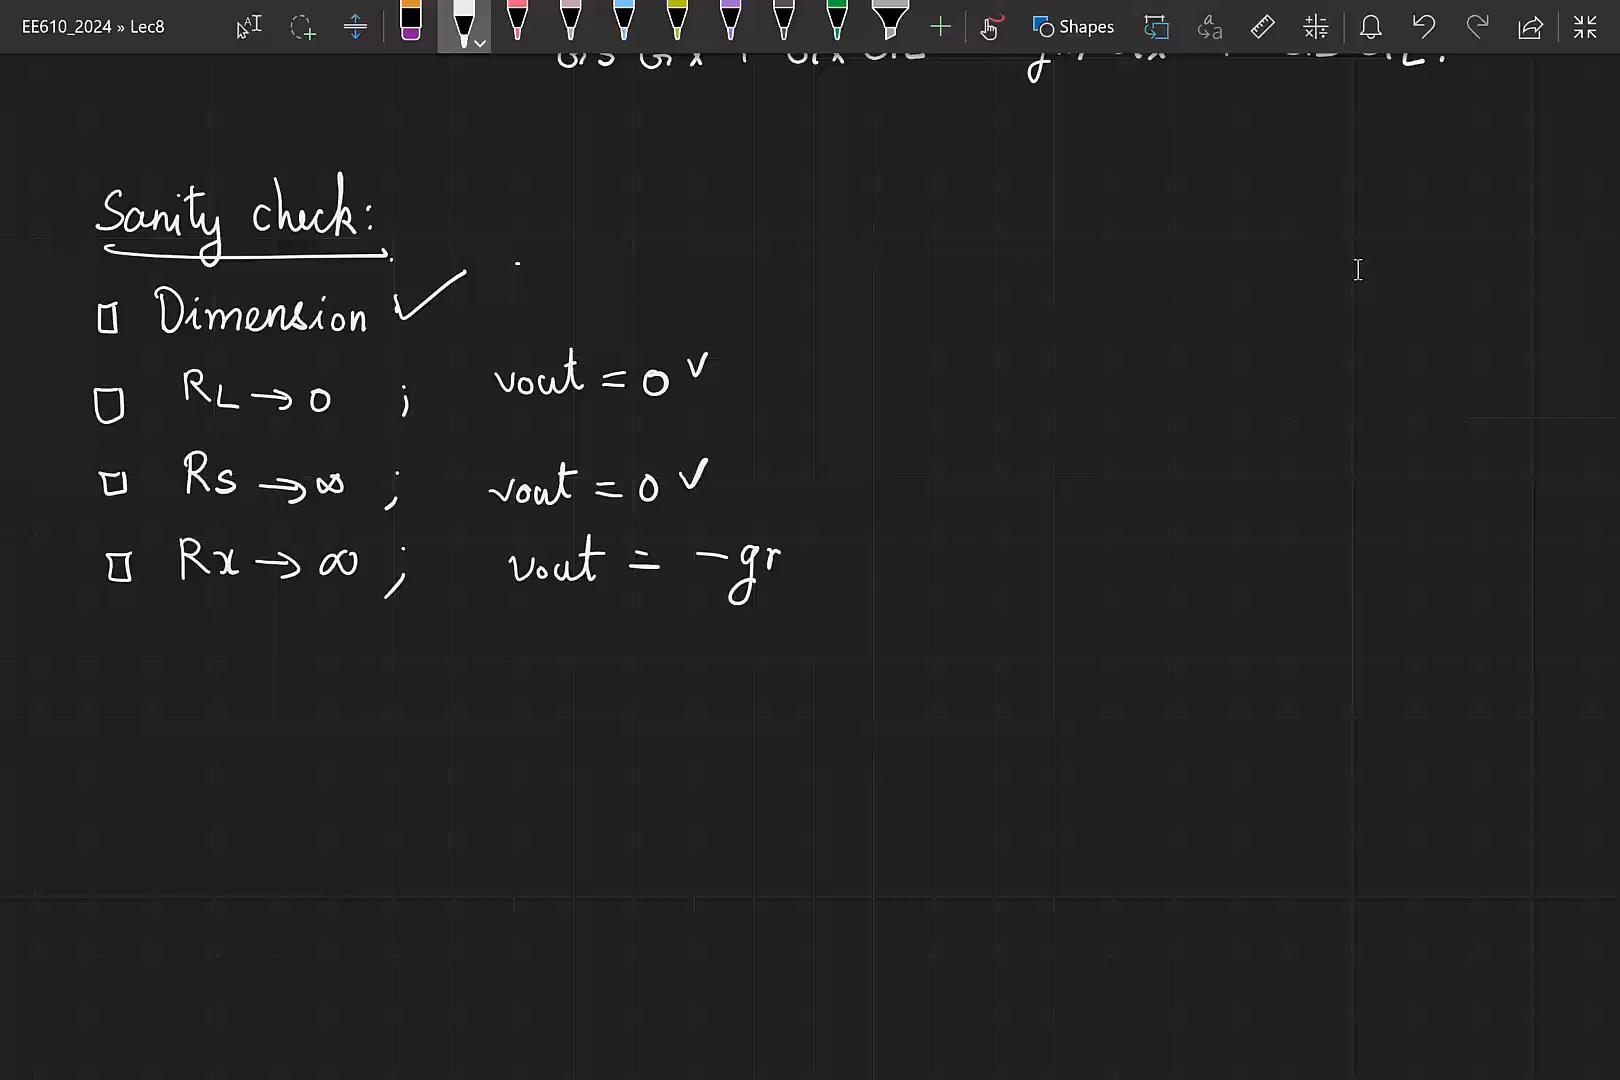 EE610_2024 » Lec8
Shapes
Sanity check:
Dimension ✓
RL → 0 ; vout = 0 ✓
Rs → ∞ ; vout = 0 ✓
Rx → ∞ ; vout = -gr